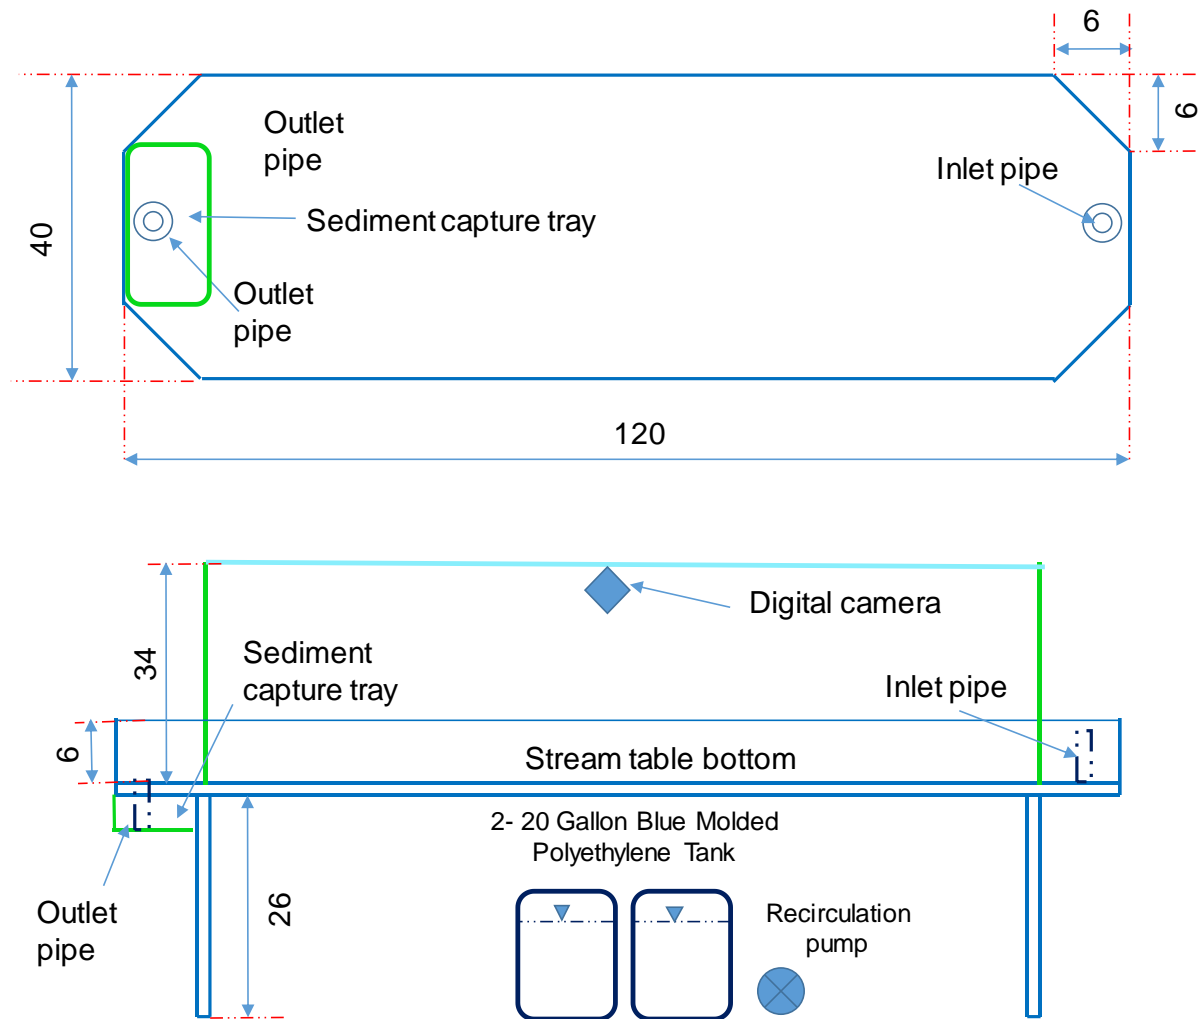 6
6
Outlet
pipe
Inlet pipe
Sediment capture tray
40
Outlet
pipe
120
Digital camera
34
Sediment
capture tray
Inlet pipe
6
Stream table bottom
2- 20 Gallon Blue Molded
Polyethylene Tank
26
Outlet
pipe
Recirculation
pump